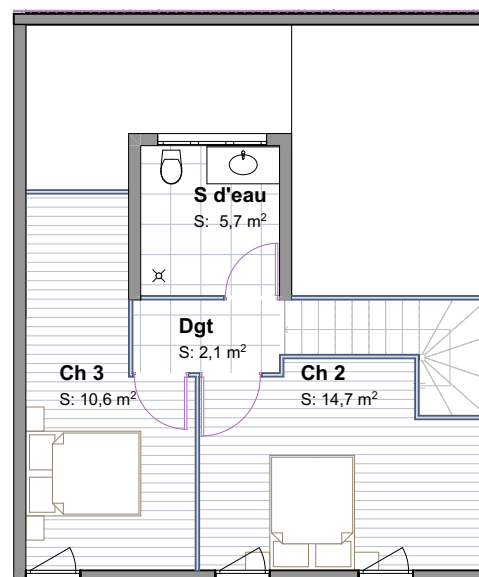 S d'eau
S: 5,7 m²
Dgt
S: 2,1 m²
Ch 3
S: 10,6 m²
Ch 2
S: 14,7 m²